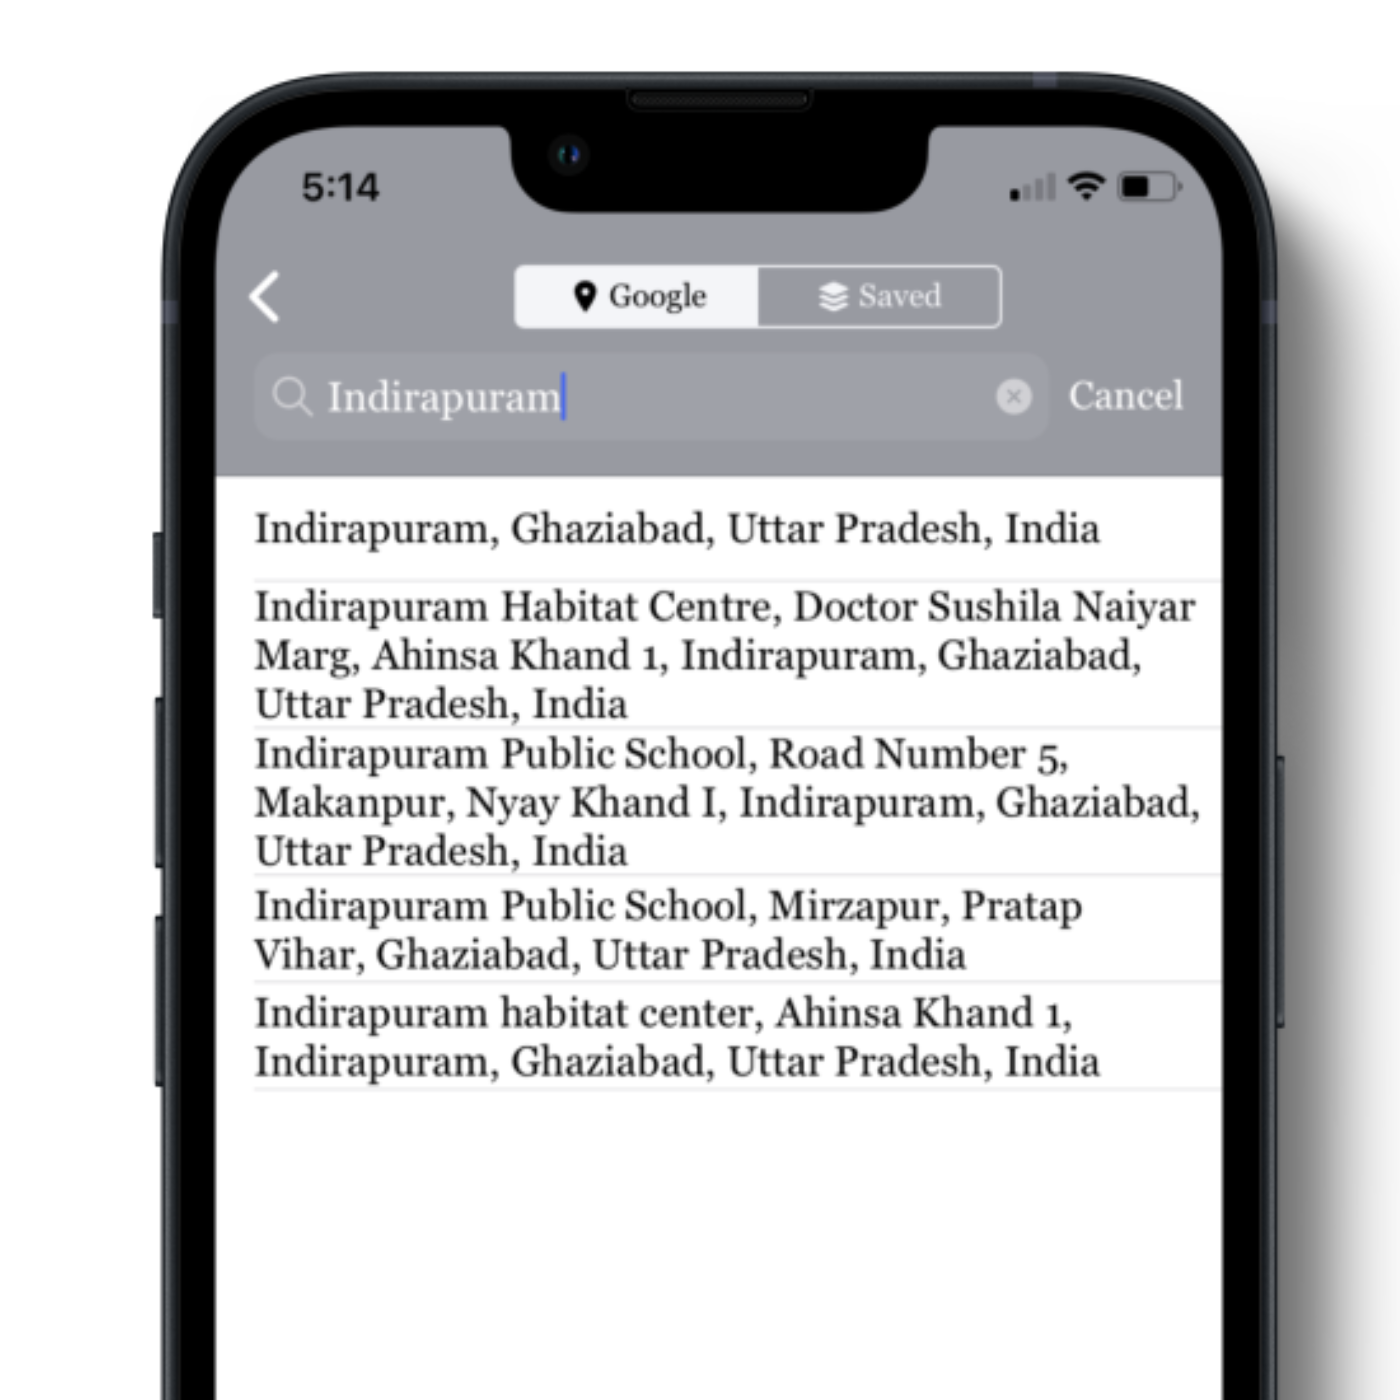 5:14
Google
Saved
Indirapuram
Cancel
Indirapuram, Ghaziabad, Uttar Pradesh, India
Indirapuram Habitat Centre, Doctor Sushila Naiyar
Marg, Ahinsa Khand 1, Indirapuram, Ghaziabad,
Uttar Pradesh, India
Indirapuram Public School, Road Number 5,
Makanpur, Nyay Khand I, Indirapuram, Ghaziabad,
Uttar Pradesh, India
Indirapuram Public School, Mirzapur, Pratap
Vihar, Ghaziabad, Uttar Pradesh, India
Indirapuram habitat center, Ahinsa Khand 1,
Indirapuram, Ghaziabad, Uttar Pradesh, India